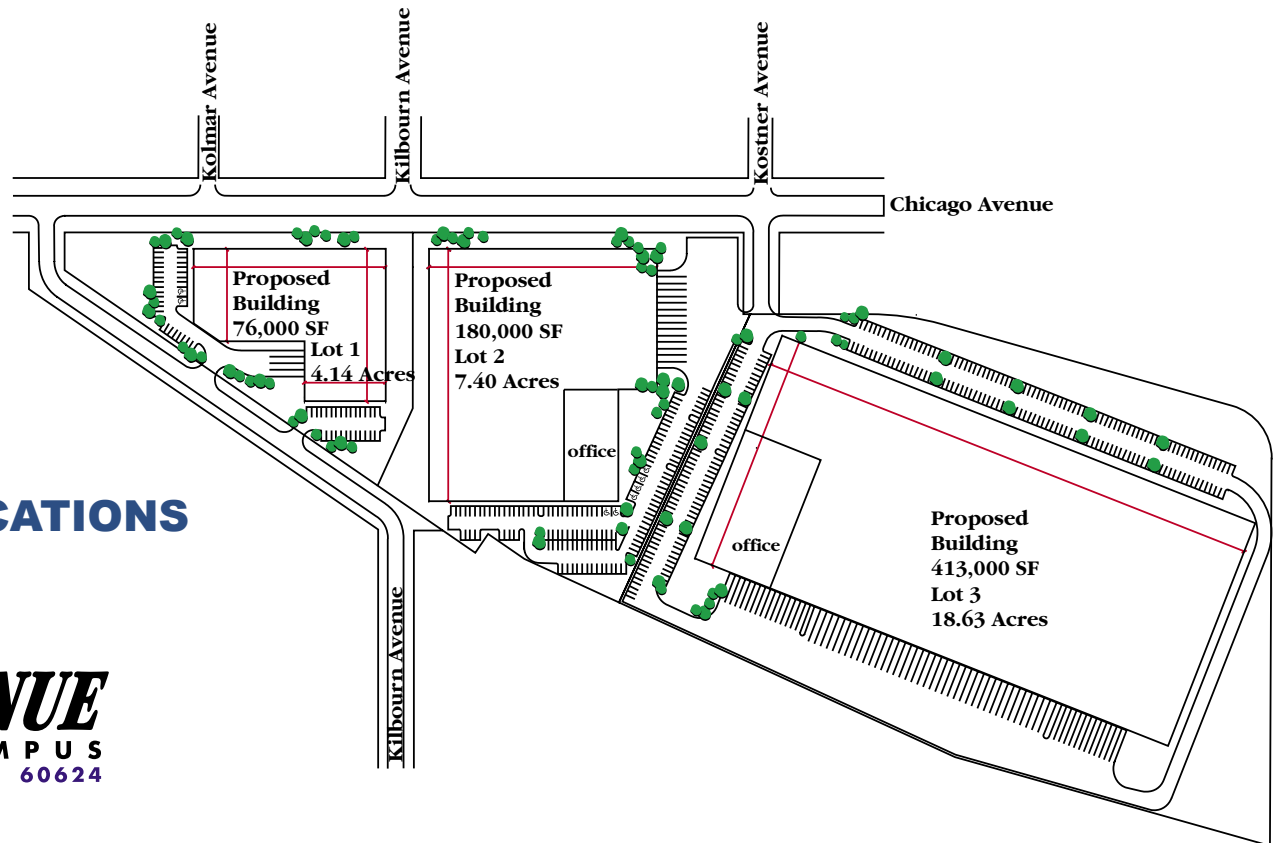 Kolmar Avenue
Kilbourn Avenue
Kostner Avenue
Chicago Avenue
Proposed
Building
76,000 SF
Lot 1
4.14 Acres
Proposed
Building
180,000 SF
Lot 2
7.40 Acres
office
office
Proposed
Building
413,000 SF
Lot 3
18.63 Acres
CATIONS
Kilbourn Avenue
NUE
MPUS
60624